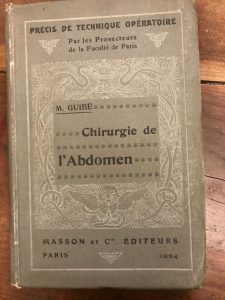 PRÉCIS DE TECHNIQUE OPÉRATOIRE
Par les Prosecteurs
de la Faculté de Paris
M. GUIBÉ
Chirurgie de
l'Abdomen
MASSON et Cie, ÉDITEURS
PARIS 1904